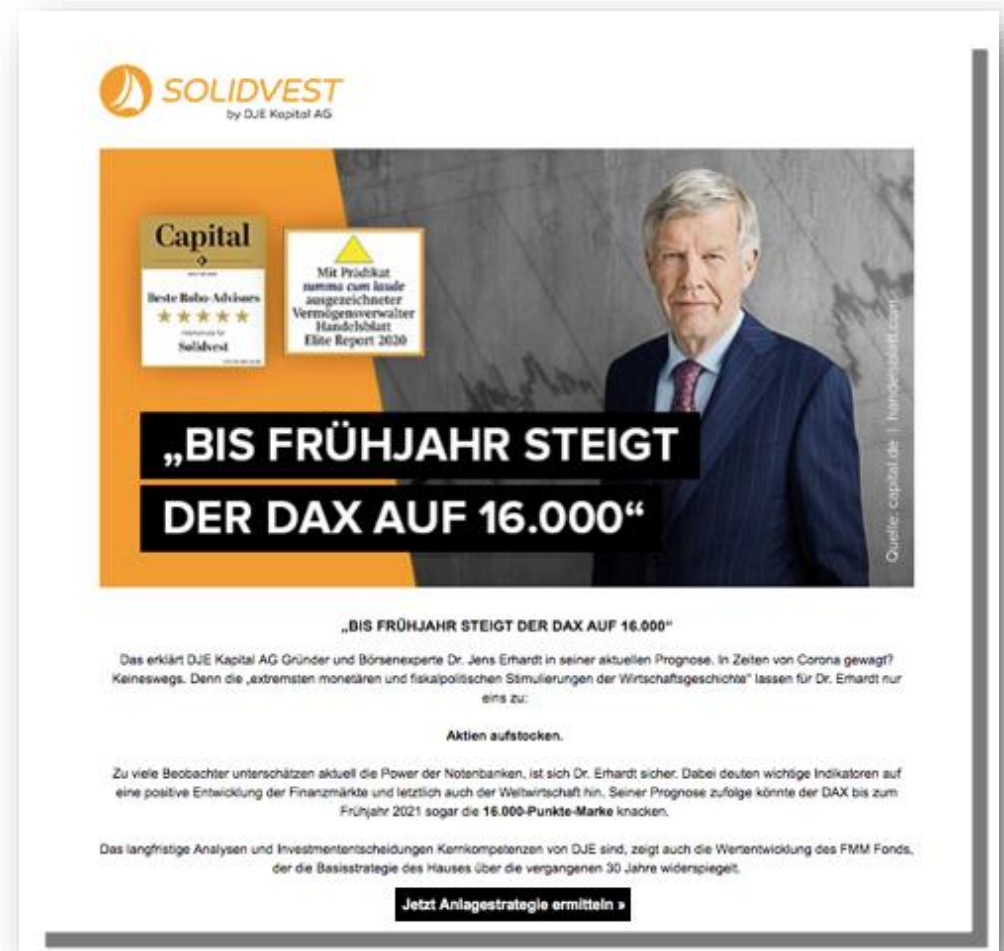 SOLIDVEST
by DJE Kapital AG
Capital
Beste Robo-Advisors
Solidvest
Mit Prädikat
summa cum laude
ausgezeichneter
Vermögensverwalter
Handelsblatt
Elite Report 2020
„BIS FRÜHJAHR STEIGT
DER DAX AUF 16.000“
Quelle: capital.de | handelsblatt.com
„BIS FRÜHJAHR STEIGT DER DAX AUF 16.000“
Das erklärt DJE Kapital AG Gründer und Börsenexperte Dr. Jens Erhardt in seiner aktuellen Prognose. In Zeiten von Corona gewagt?
Keineswegs. Denn die „extremsten monetären und fiskalpolitischen Stimulierungen der Wirtschaftsgeschichte" lassen für Dr. Erhardt nur
eins zu:
Aktien aufstocken.
Zu viele Beobachter unterschätzen aktuell die Power der Notenbanken, ist sich Dr. Erhardt sicher. Dabei deuten wichtige Indikatoren auf
eine positive Entwicklung der Finanzmärkte und letztlich auch der Weltwirtschaft hin. Seiner Prognose zufolge könnte der DAX bis zum
Frühjahr 2021 sogar die 16.000-Punkte-Marke knacken.
Das langfristige Analysen und Investmententscheidungen Kernkompetenzen von DJE sind, zeigt auch die Wertentwicklung des FMM Fonds,
der die Basisstrategie des Hauses über die vergangenen 30 Jahre widerspiegelt.
Jetzt Anlagestrategie ermitteln »